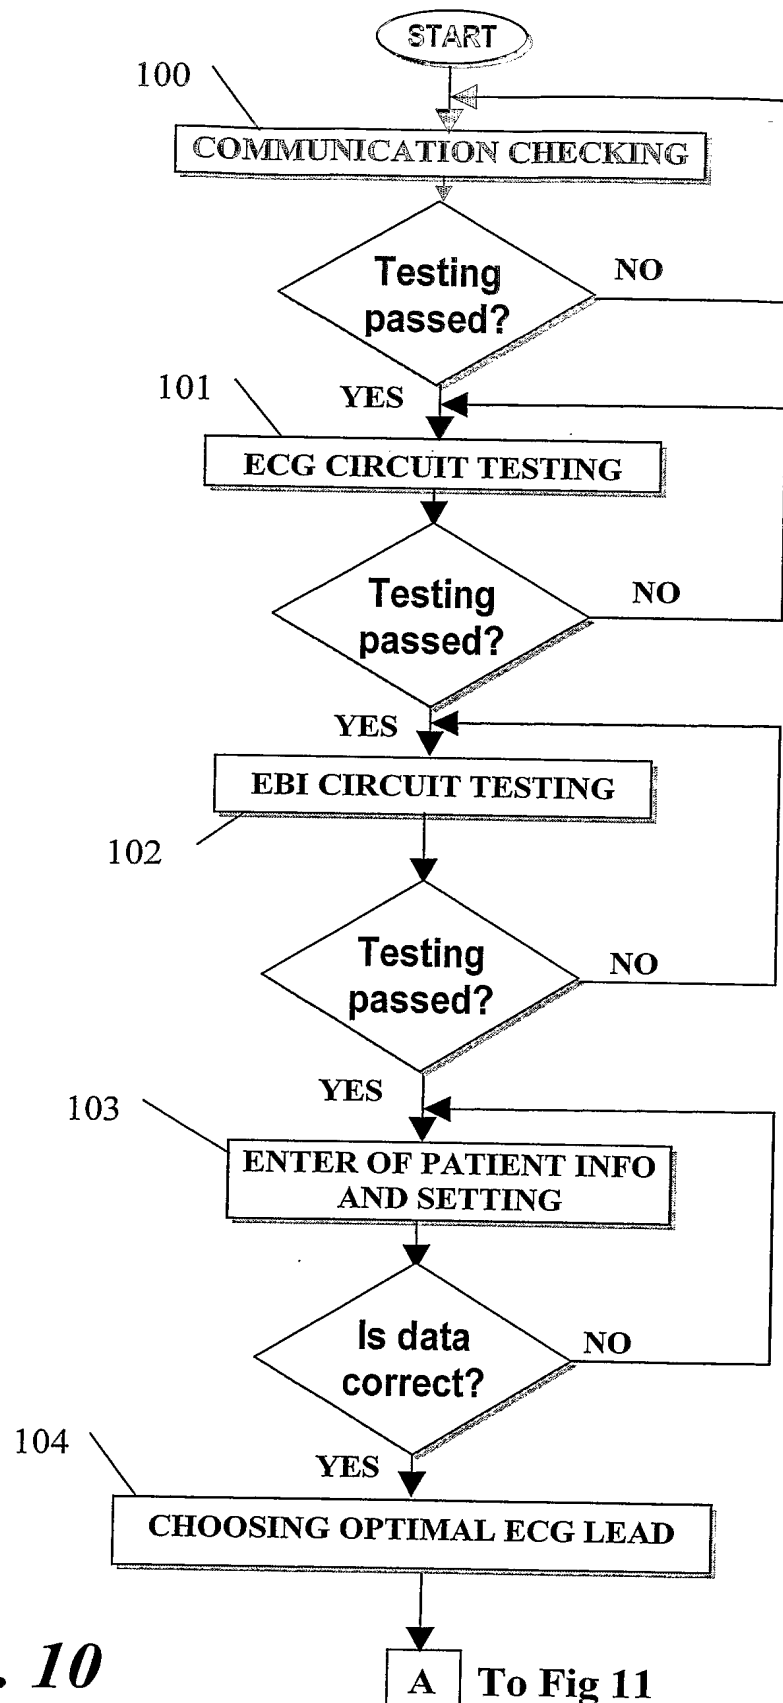 START
100
COMMUNICATION CHECKING
Testing
passed?
NO
YES
101
ECG CIRCUIT TESTING
Testing
passed?
NO
YES
EBI CIRCUIT TESTING
102
Testing
passed?
NO
YES
103
ENTER OF PATIENT INFO
AND SETTING
Is data
correct?
NO
YES
104
CHOOSING OPTIMAL ECG LEAD
. 10
A To Fig 11